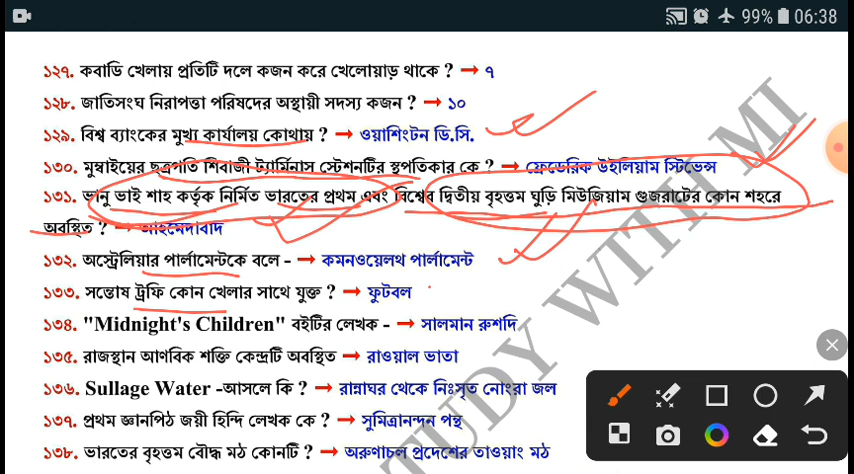 99% 06:38
১২৭. কবাডি খেলায় প্রতিটি দলে কজন করে খেলোয়াড় থাকে ? → ৭
১২৮. জাতিসংঘ নিরাপত্তা পরিষদের অস্থায়ী সদস্য কজন ? → ১০
১২৯. বিশ্ব ব্যাংকের মুখ্য কার্যালয় কোথায় ? → ওয়াশিংটন ডি.সি.
১৩০. মুম্বাইয়ের ছত্রপতি শিবাজী ট্যার্মিনাস স্টেশনটির স্থপতিকার কে ? → ফ্রেডেরিক উইলিয়াম স্টিভেন্স
১৩১. ভানু ভাই শাহ কর্তৃক নির্মিত ভারতের প্রথম এবং বিশ্বের দ্বিতীয় বৃহত্তম ঘুড়ি মিউজিয়াম গুজরাটের কোন শহরে
অবস্থিত ? → আহমেদাবাদ
১৩২. অস্ট্রেলিয়ার পার্লামেন্টকে বলে - → কমনওয়েলথ পার্লামেন্ট
১৩৩. সন্তোষ ট্রফি কোন খেলার সাথে যুক্ত ? → ফুটবল
১৩৪. "Midnight's Children" বইটির লেখক - → সালমান রুশদি
১৩৫. রাজস্থান আণবিক শক্তি কেন্দ্রটি অবস্থিত → রাওয়াল ভাতা
১৩৬. Sullage Water -আসলে কি ? → রান্নাঘর থেকে নিঃসৃত নোংরা জল
১৩৭. প্রথম জ্ঞানপিঠ জয়ী হিন্দি লেখক কে ? → সুমিত্রানন্দন পন্থ
১৩৮. ভারতের বৃহত্তম বৌদ্ধ মঠ কোনটি ? → অরুণাচল প্রদেশের তাওয়াং মঠ
STUDY WITH MI